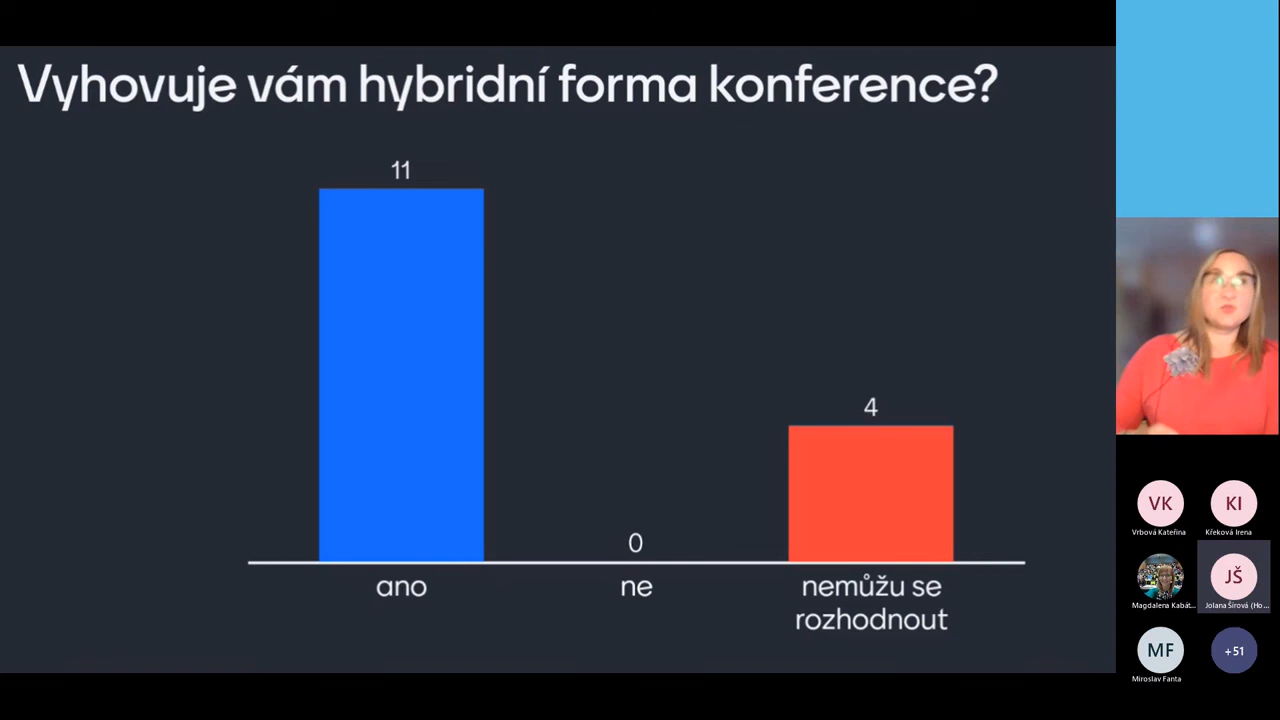 Vyhovuje vám hybridní forma konference?
11
0
4
ano
ne
nemůžu se
rozhodnout
VK
KI
Vrbová Kateřina
Křeková Irena
JŠ
Magdalena Kabát...
Jolana Šírová (Ho...
MF
+51
Miroslav Fanta